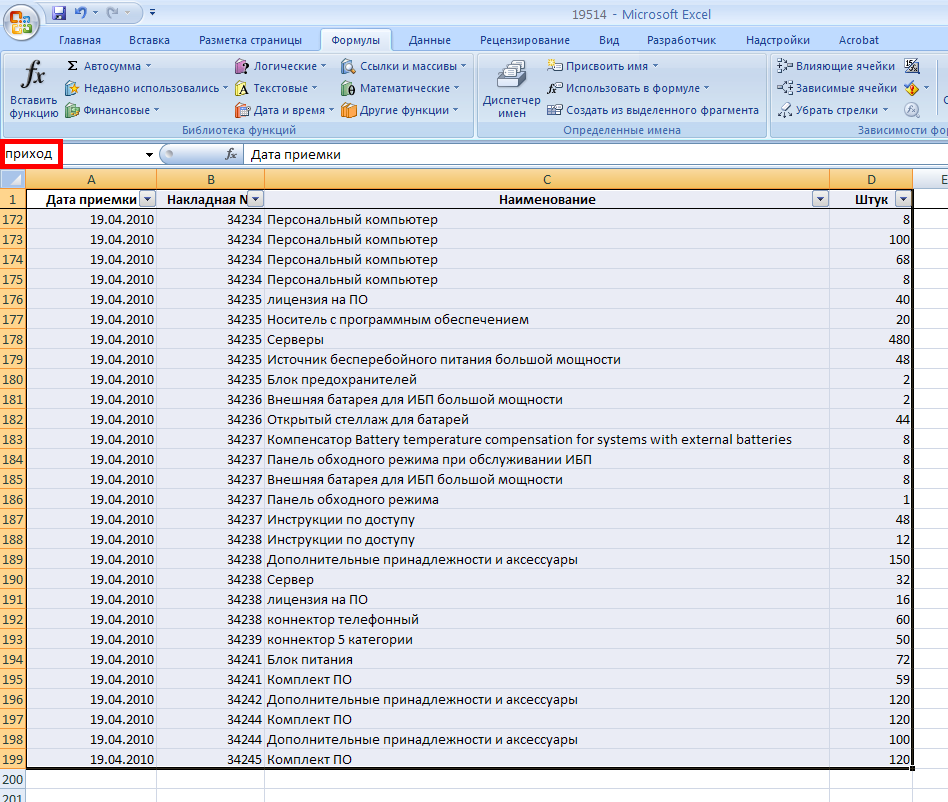 19514 - Microsoft Excel
Главная Вставка Разметка страницы Формулы Данные Рецензирование Вид Разработчик Надстройки Acrobat
fx Вставить функцию
Σ Автосумма
Недавно использовались
Финансовые
Логические
Текстовые
Дата и время
Ссылки и массивы
Математические
Другие функции
Библиотека функций
Диспетчер имен
Присвоить имя
Использовать в формуле
Создать из выделенного фрагмента
Определенные имена
Влияющие ячейки
Зависимые ячейки
Убрать стрелки
Зависимости фор
приход fx Дата приемки
A B C D E
1 Дата приемки Накладная N Наименование Штук
172 19.04.2010 34234 Персональный компьютер 8
173 19.04.2010 34234 Персональный компьютер 100
174 19.04.2010 34234 Персональный компьютер 68
175 19.04.2010 34234 Персональный компьютер 8
176 19.04.2010 34235 лицензия на ПО 40
177 19.04.2010 34235 Носитель с программным обеспечением 20
178 19.04.2010 34235 Серверы 480
179 19.04.2010 34235 Источник бесперебойного питания большой мощности 48
180 19.04.2010 34235 Блок предохранителей 2
181 19.04.2010 34236 Внешняя батарея для ИБП большой мощности 2
182 19.04.2010 34236 Открытый стеллаж для батарей 44
183 19.04.2010 34237 Компенсатор Battery temperature compensation for systems with external batteries 8
184 19.04.2010 34237 Панель обходного режима при обслуживании ИБП 8
185 19.04.2010 34237 Внешняя батарея для ИБП большой мощности 8
186 19.04.2010 34237 Панель обходного режима 1
187 19.04.2010 34237 Инструкции по доступу 48
188 19.04.2010 34238 Инструкции по доступу 12
189 19.04.2010 34238 Дополнительные принадлежности и аксессуары 150
190 19.04.2010 34238 Сервер 32
191 19.04.2010 34238 лицензия на ПО 16
192 19.04.2010 34238 коннектор телефонный 60
193 19.04.2010 34239 коннектор 5 категории 50
194 19.04.2010 34241 Блок питания 72
195 19.04.2010 34241 Комплект ПО 59
196 19.04.2010 34242 Дополнительные принадлежности и аксессуары 120
197 19.04.2010 34244 Комплект ПО 120
198 19.04.2010 34244 Дополнительные принадлежности и аксессуары 100
199 19.04.2010 34245 Комплект ПО 120
200
201